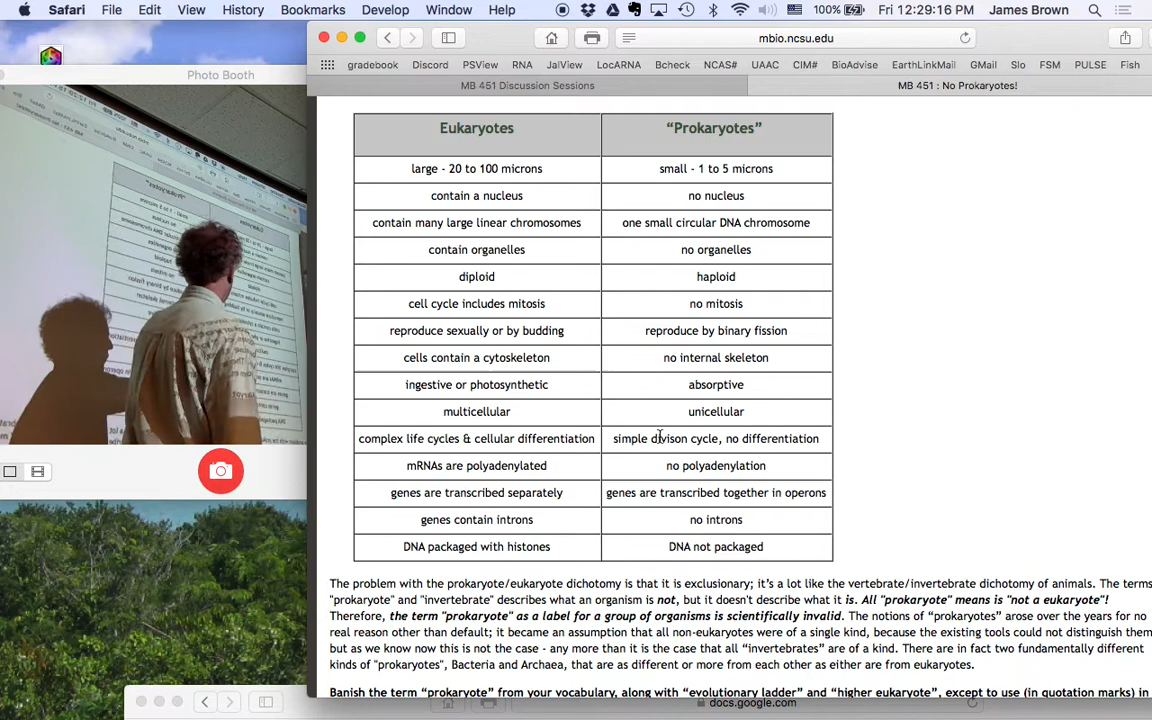 Safari File Edit View History Bookmarks Develop Window Help 100% Fri 12:29:16 PM James Brown
Photo Booth
mbio.ncsu.edu
gradebook Discord PSView RNA JalView LocARNA Bcheck NCAS# UAAC CIM# BioAdvise EarthLinkMail GMail Slo FSM PULSE Fish
MB 451 Discussion Sessions MB 451 : No Prokaryotes!
Eukaryotes “Prokaryotes”
large - 20 to 100 microns small - 1 to 5 microns
contain a nucleus no nucleus
contain many large linear chromosomes one small circular DNA chromosome
contain organelles no organelles
diploid haploid
cell cycle includes mitosis no mitosis
reproduce sexually or by budding reproduce by binary fission
cells contain a cytoskeleton no internal skeleton
ingestive or photosynthetic absorptive
multicellular unicellular
complex life cycles & cellular differentiation simple divison cycle, no differentiation
mRNAs are polyadenylated no polyadenylation
genes are transcribed separately genes are transcribed together in operons
genes contain introns no introns
DNA packaged with histones DNA not packaged
The problem with the prokaryote/eukaryote dichotomy is that it is exclusionary; it’s a lot like the vertebrate/invertebrate dichotomy of animals. The terms
"prokaryote" and "invertebrate" describes what an organism is not, but it doesn't describe what it is. All "prokaryote" means is "not a eukaryote"!
Therefore, the term "prokaryote" as a label for a group of organisms is scientifically invalid. The notions of “prokaryotes” arose over the years for no
real reason other than default; it became an assumption that all non-eukaryotes were of a single kind, because the existing tools could not distinguish them
but as we know now this is not the case - any more than it is the case that all “invertebrates” are of a kind. There are in fact two fundamentally different
kinds of "prokaryotes", Bacteria and Archaea, that are as different or more from each other as either are from eukaryotes.
Banish the term “prokaryote” from your vocabulary, along with “evolutionary ladder” and “higher eukaryote”, except to use (in quotation marks) in
docs.google.com